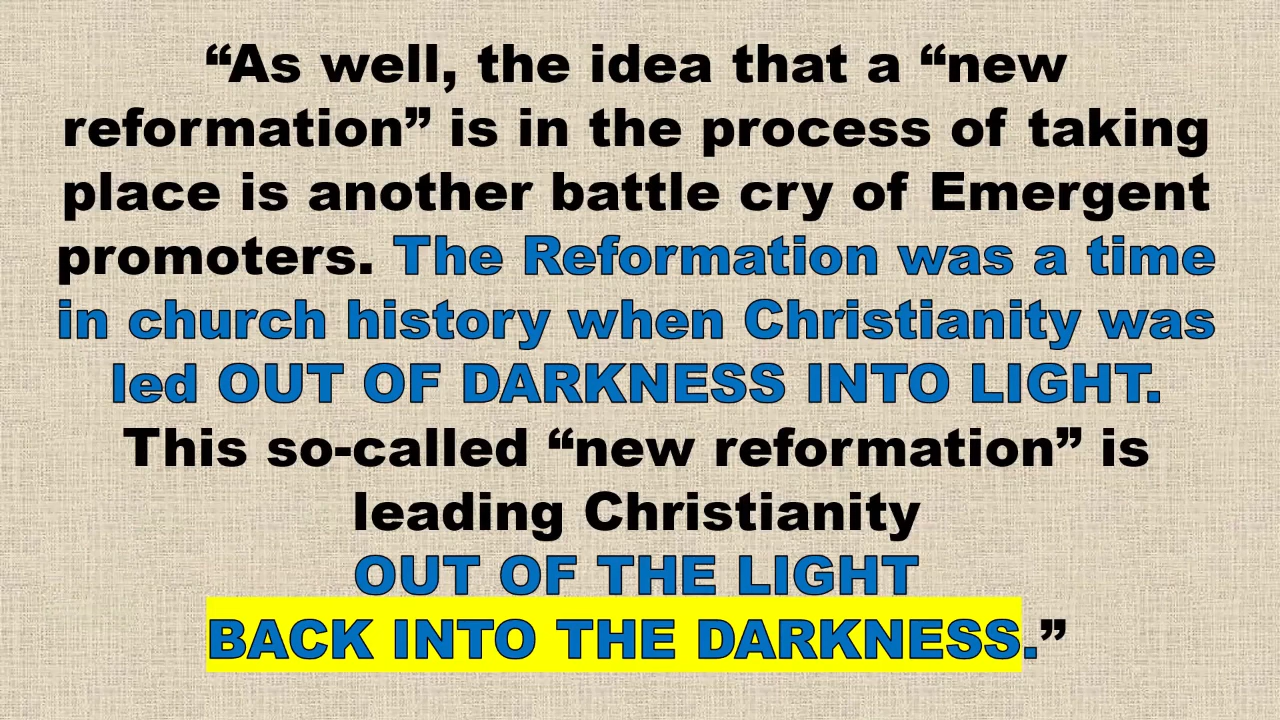 “As well, the idea that a “new
reformation” is in the process of taking
place is another battle cry of Emergent
promoters. The Reformation was a time
in church history when Christianity was
led OUT OF DARKNESS INTO LIGHT.
This so-called “new reformation” is
leading Christianity
OUT OF THE LIGHT
BACK INTO THE DARKNESS.”